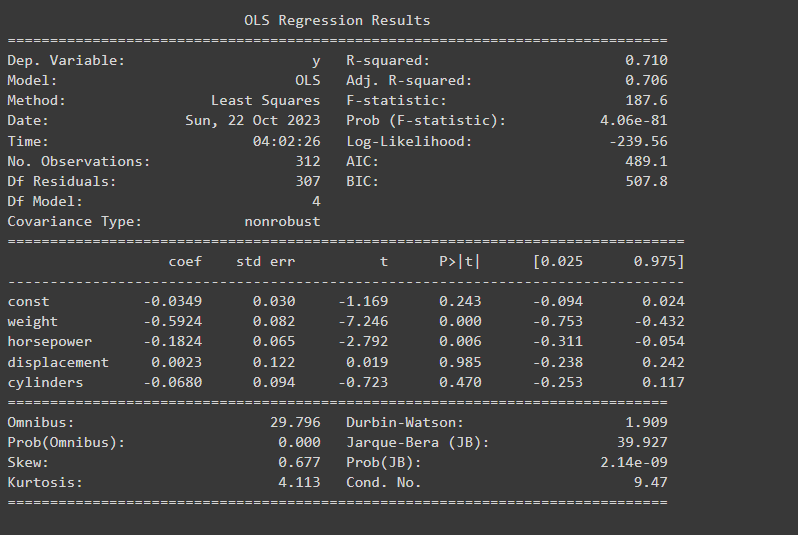 OLS Regression Results
==============================================================================
Dep. Variable:                      y   R-squared:                       0.710
Model:                            OLS   Adj. R-squared:                  0.706
Method:                 Least Squares   F-statistic:                     187.6
Date:                Sun, 22 Oct 2023   Prob (F-statistic):           4.06e-81
Time:                        04:02:26   Log-Likelihood:                -239.56
No. Observations:                 312   AIC:                             489.1
Df Residuals:                     307   BIC:                             507.8
Df Model:                           4
Covariance Type:            nonrobust
================================================================================
                   coef    std err          t      P>|t|      [0.025      0.975]
--------------------------------------------------------------------------------
const           -0.0349      0.030     -1.169      0.243      -0.094       0.024
weight          -0.5924      0.082     -7.246      0.000      -0.753      -0.432
horsepower      -0.1824      0.065     -2.792      0.006      -0.311      -0.054
displacement     0.0023      0.122      0.019      0.985      -0.238       0.242
cylinders       -0.0680      0.094     -0.723      0.470      -0.253       0.117
==============================================================================
Omnibus:                       29.796   Durbin-Watson:                   1.909
Prob(Omnibus):                  0.000   Jarque-Bera (JB):               39.927
Skew:                           0.677   Prob(JB):                     2.14e-09
Kurtosis:                       4.113   Cond. No.                         9.47
==============================================================================